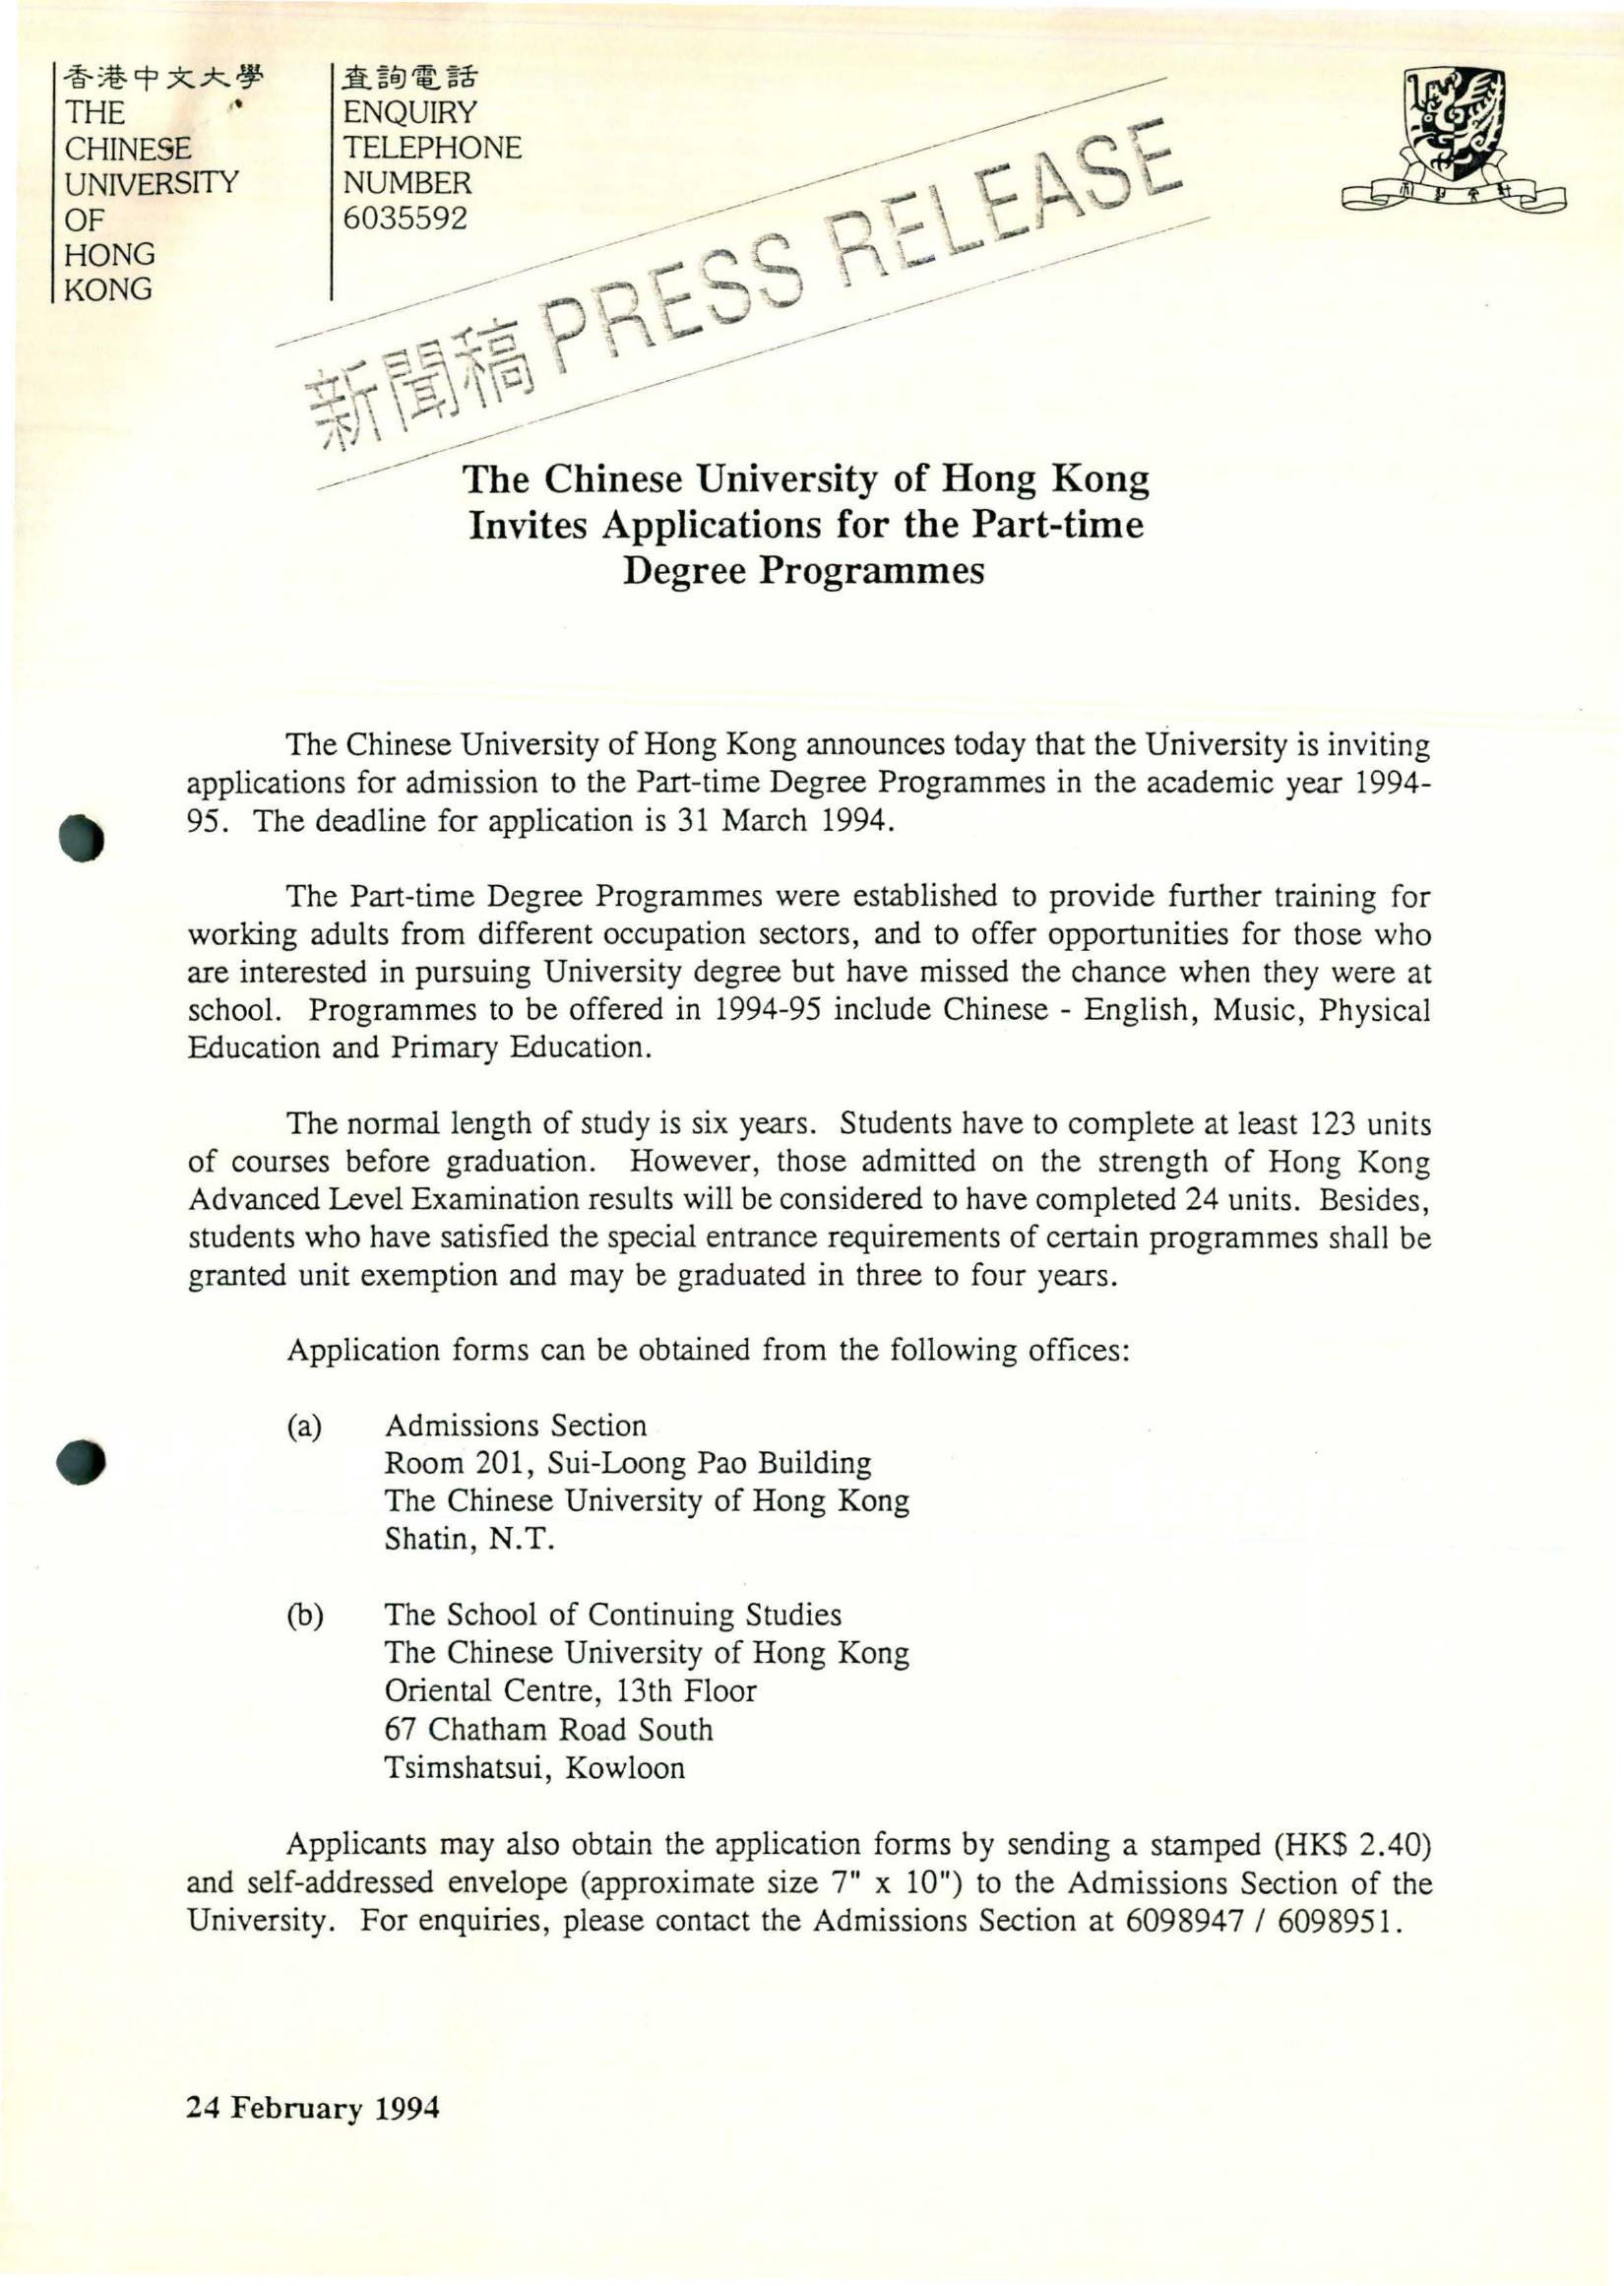 香港中文大學
THE
CHINESE
UNIVERSITY
OF
HONG
KONG
查詢電話
ENQUIRY
TELEPHONE
NUMBER
6035592
新聞稿 PRESS RELEASE
The Chinese University of Hong Kong
Invites Applications for the Part-time
Degree Programmes
The Chinese University of Hong Kong announces today that the University is inviting
applications for admission to the Part-time Degree Programmes in the academic year 1994-
95. The deadline for application is 31 March 1994.
The Part-time Degree Programmes were established to provide further training for
working adults from different occupation sectors, and to offer opportunities for those who
are interested in pursuing University degree but have missed the chance when they were at
school. Programmes to be offered in 1994-95 include Chinese - English, Music, Physical
Education and Primary Education.
The normal length of study is six years. Students have to complete at least 123 units
of courses before graduation. However, those admitted on the strength of Hong Kong
Advanced Level Examination results will be considered to have completed 24 units. Besides,
students who have satisfied the special entrance requirements of certain programmes shall be
granted unit exemption and may be graduated in three to four years.
Application forms can be obtained from the following offices:
(a) Admissions Section
Room 201, Sui-Loong Pao Building
The Chinese University of Hong Kong
Shatin, N.T.
(b) The School of Continuing Studies
The Chinese University of Hong Kong
Oriental Centre, 13th Floor
67 Chatham Road South
Tsimshatsui, Kowloon
Applicants may also obtain the application forms by sending a stamped (HK$ 2.40)
and self-addressed envelope (approximate size 7" x 10") to the Admissions Section of the
University. For enquiries, please contact the Admissions Section at 6098947 / 6098951.
24 February 1994